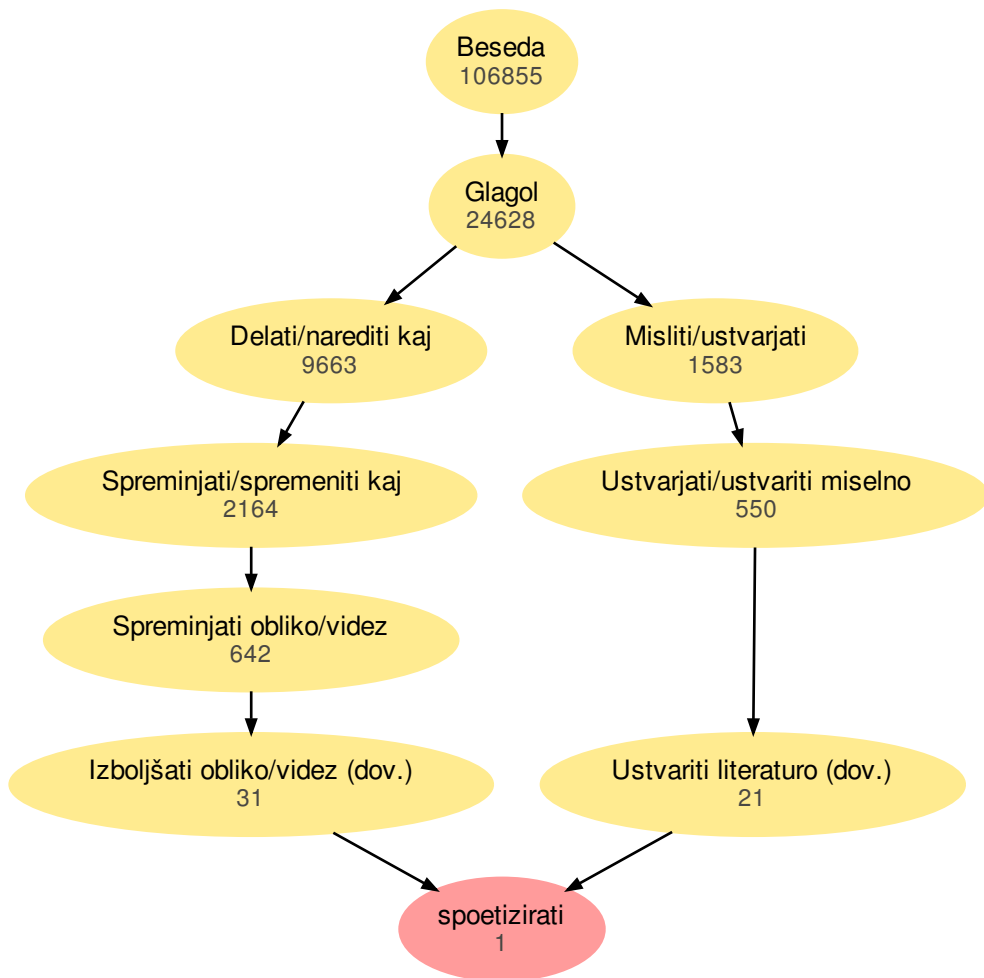 Beseda
106855
Glagol
24628
Delati/narediti kaj
9663
Misliti/ustvarjati
1583
Spreminjati/spremeniti kaj
2164
Ustvarjati/ustvariti miselno
550
Spreminjati obliko/videz
642
Izboljšati obliko/videz (dov.)
31
Ustvariti literaturo (dov.)
21
spoetizirati
1